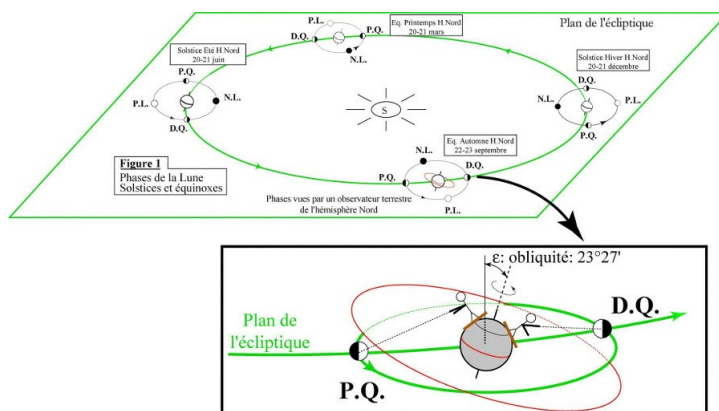 Plan de l'écliptique
P.L.
D.Q.
P.Q.
N.L.
Eq. Printemps H.Nord
20-21 mars
Solstice Eté H.Nord
20-21 juin
P.Q.
P.L.
N.L.
D.Q.
Solstice Hiver H.Nord
20-21 décembre
D.Q.
N.L.
P.L.
P.Q.
S
Eq. Automne H.Nord
22-23 septembre
N.L.
D.Q.
P.Q.
P.L.
Figure 1
Phases de la Lune
Solstices et équinoxes
Phases vues par un observateur terrestre
de l'hémisphère Nord
ε: obliquité: 23°27'
Plan de
l'écliptique
D.Q.
P.Q.